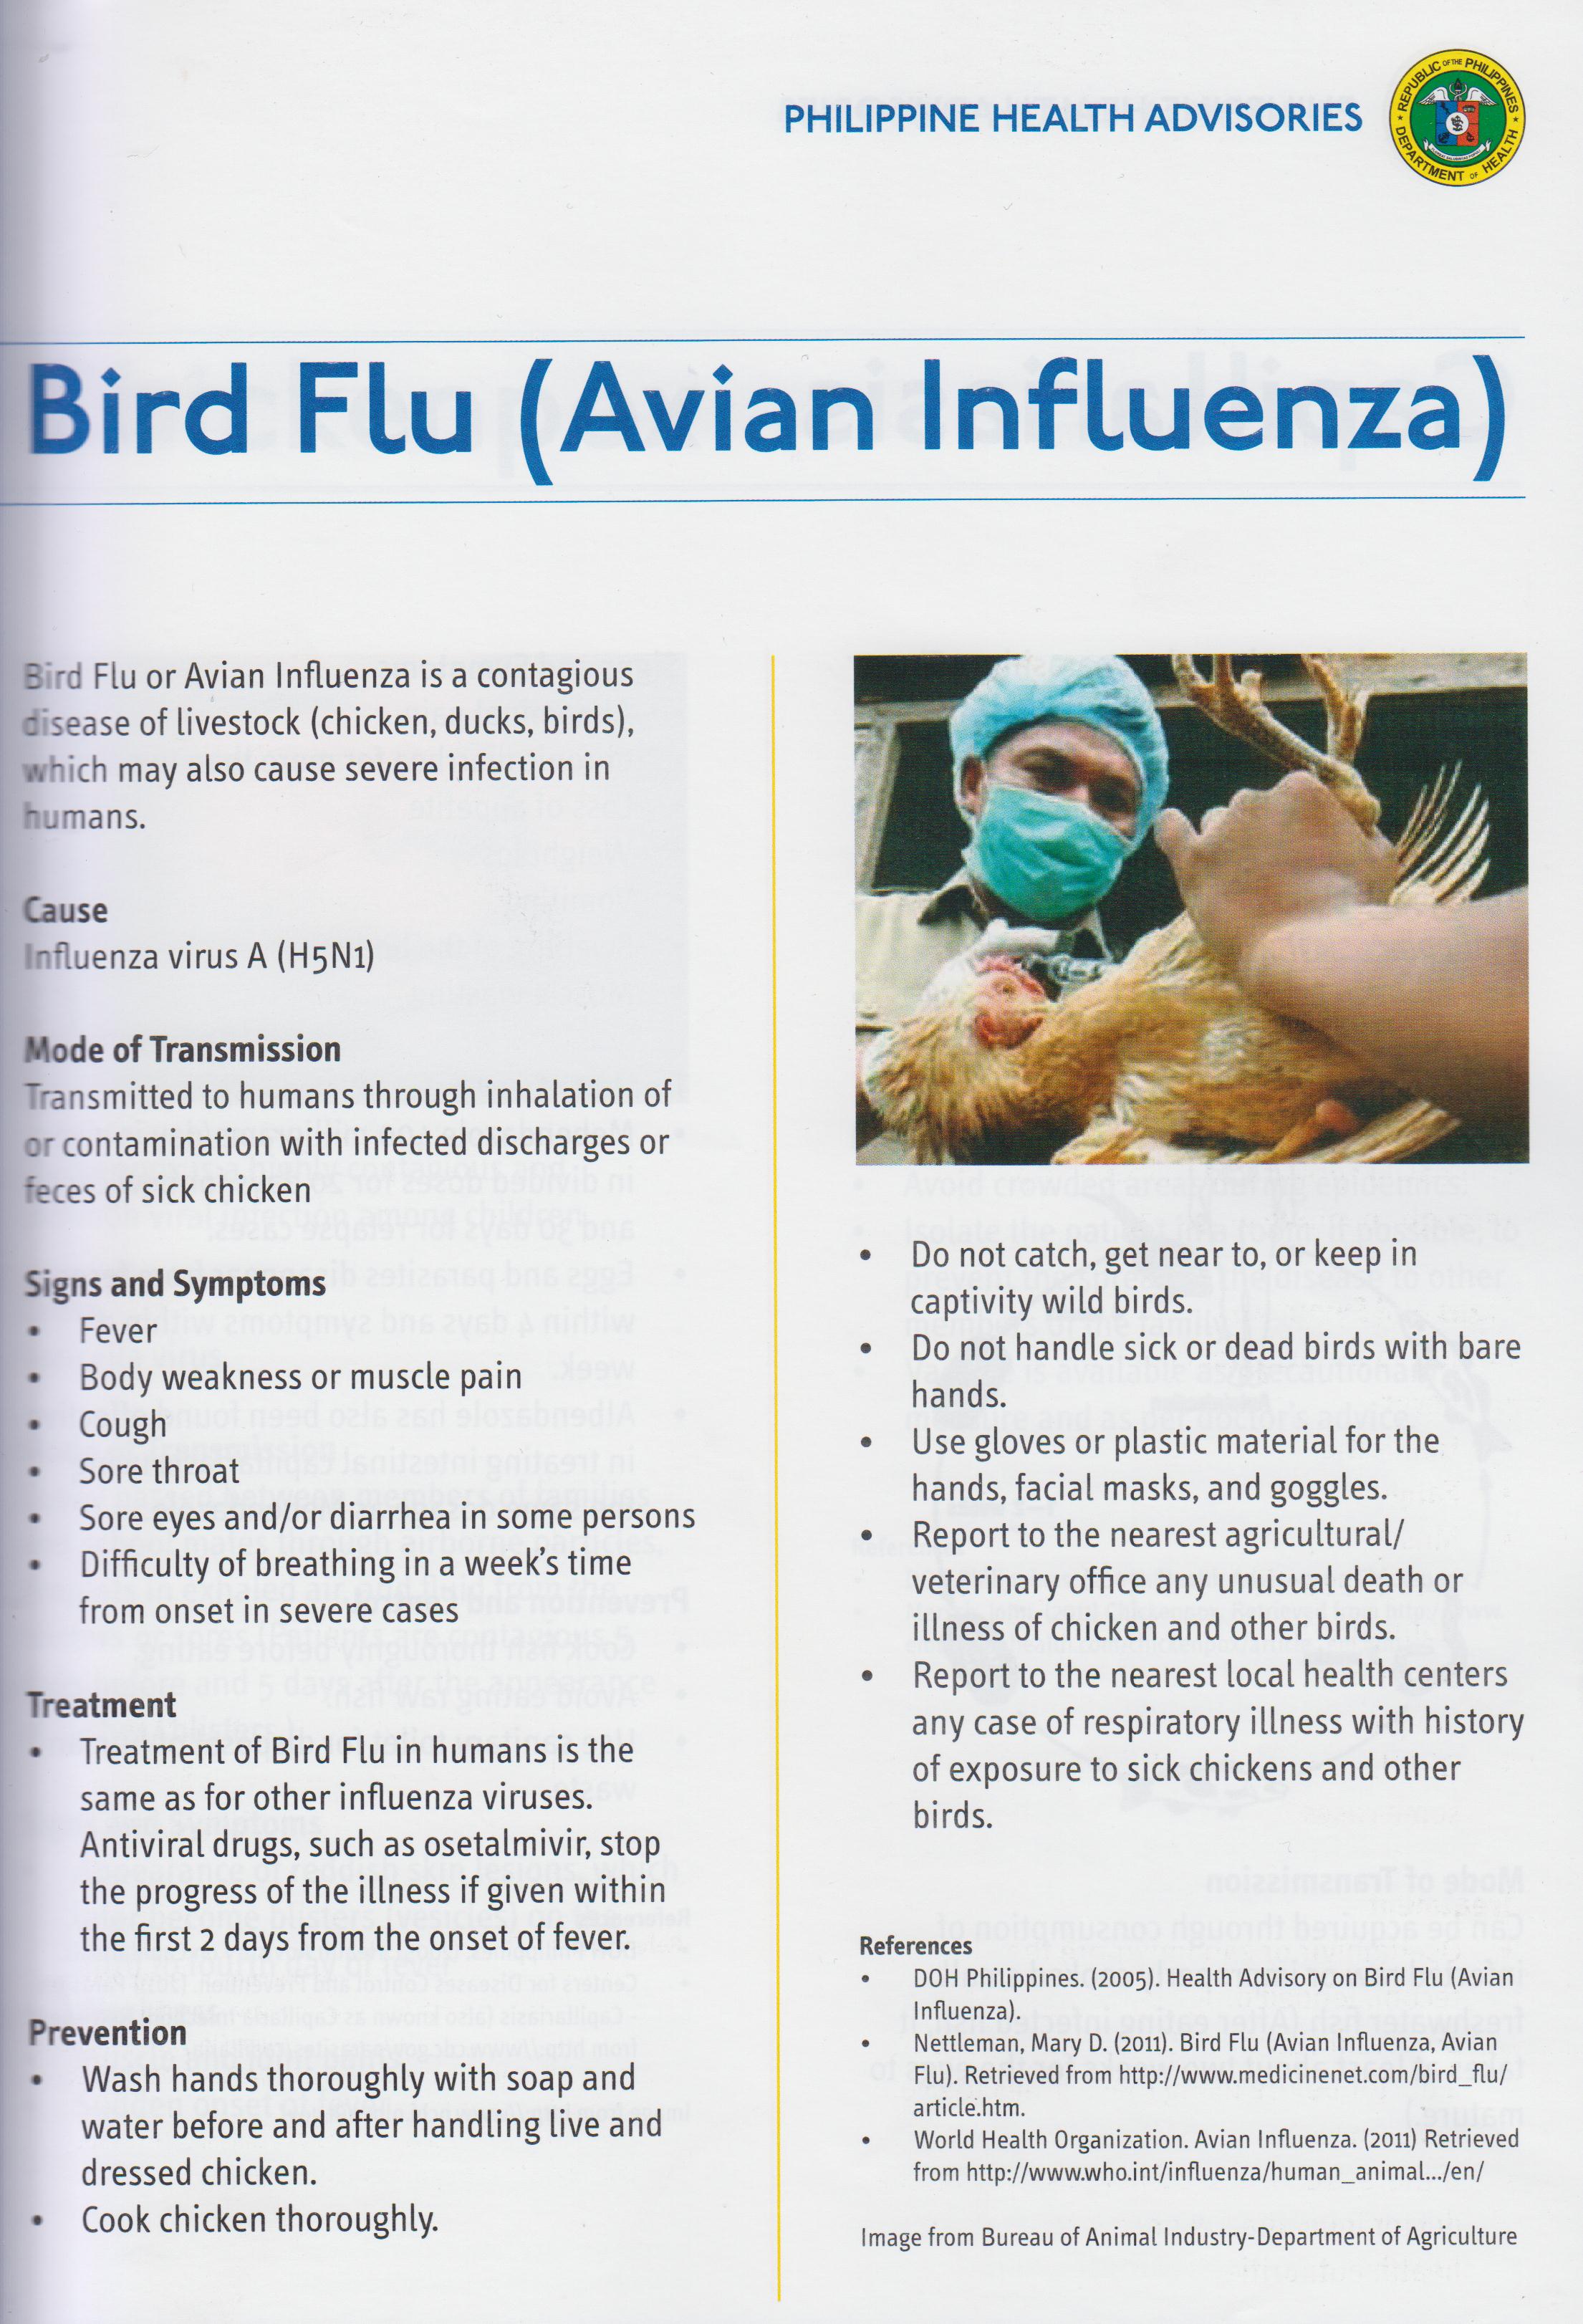 PHILIPPINE HEALTH ADVISORIES
REPUBLIC OF THE PHILIPPINES
DEPARTMENT OF HEALTH
Bird Flu (Avian Influenza)
Bird Flu or Avian Influenza is a contagious
disease of livestock (chicken, ducks, birds),
which may also cause severe infection in
humans.
Cause
Influenza virus A (H5N1)
Mode of Transmission
Transmitted to humans through inhalation of
or contamination with infected discharges or
feces of sick chicken
Signs and Symptoms
• Fever
• Body weakness or muscle pain
• Cough
• Sore throat
• Sore eyes and/or diarrhea in some persons
• Difficulty of breathing in a week's time
from onset in severe cases
Treatment
• Treatment of Bird Flu in humans is the
same as for other influenza viruses.
Antiviral drugs, such as osetalmivir, stop
the progress of the illness if given within
the first 2 days from the onset of fever.
Prevention
• Wash hands thoroughly with soap and
water before and after handling live and
dressed chicken.
• Cook chicken thoroughly.
• Do not catch, get near to, or keep in
captivity wild birds.
• Do not handle sick or dead birds with bare
hands.
• Use gloves or plastic material for the
hands, facial masks, and goggles.
• Report to the nearest agricultural/
veterinary office any unusual death or
illness of chicken and other birds.
• Report to the nearest local health centers
any case of respiratory illness with history
of exposure to sick chickens and other
birds.
References
• DOH Philippines. (2005). Health Advisory on Bird Flu (Avian
Influenza).
• Nettleman, Mary D. (2011). Bird Flu (Avian Influenza, Avian
Flu). Retrieved from http://www.medicinenet.com/bird_flu/
article.htm.
• World Health Organization. Avian Influenza. (2011) Retrieved
from http://www.who.int/influenza/human_animal.../en/
Image from Bureau of Animal Industry-Department of Agriculture